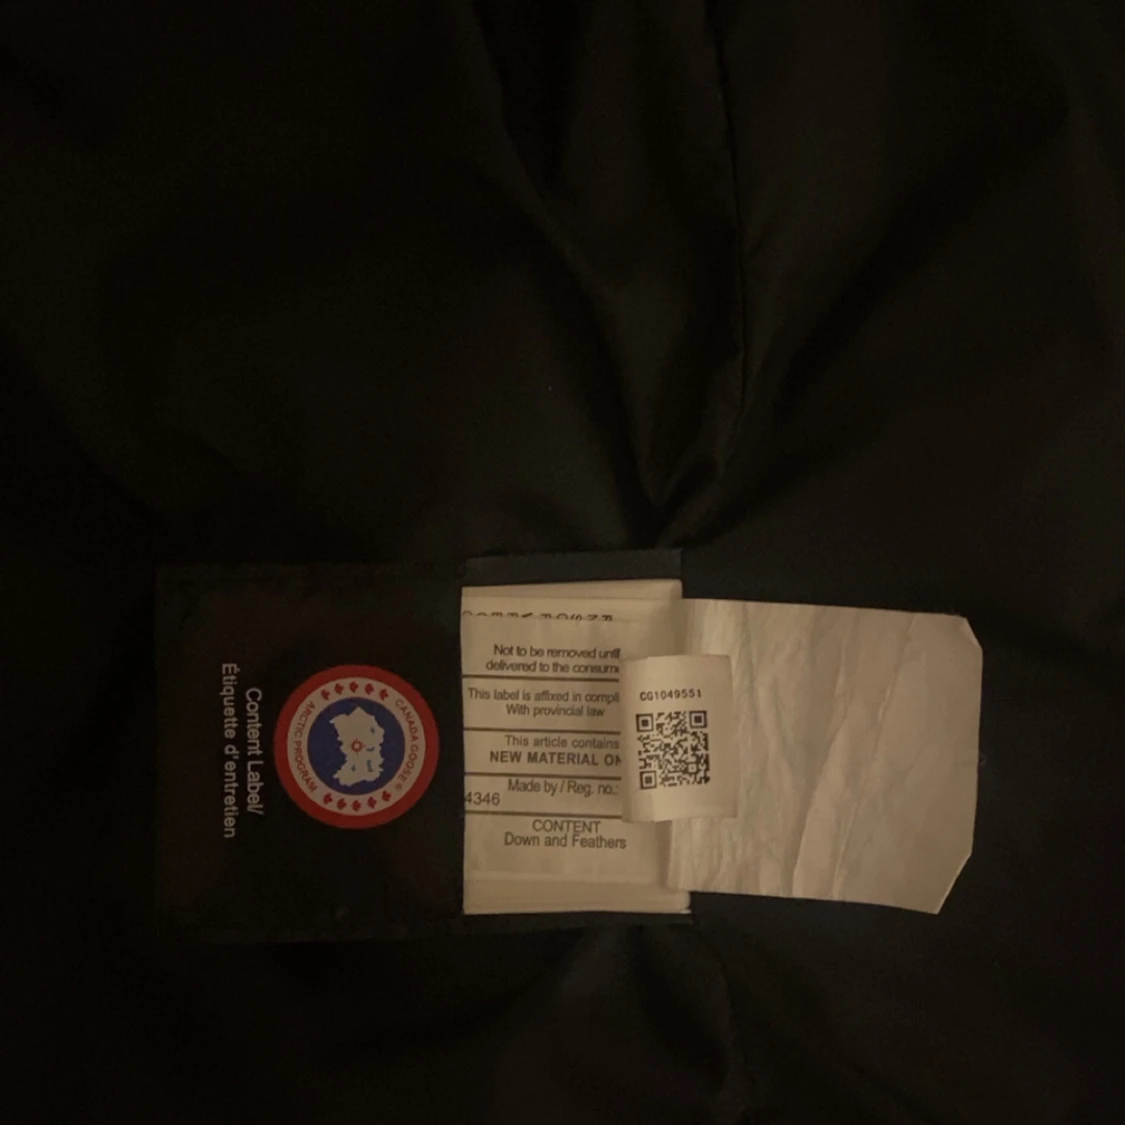 Content Label/
Étiquette d'entretien
CANADA GOOSE
ARCTIC PROGRAM
Not to be removed until
delivered to the consum
This label is affixed in compli
With provincial law
This article contains
NEW MATERIAL ON
Made by / Reg. no.:
4346
CONTENT
Down and Feathers
CG1049551